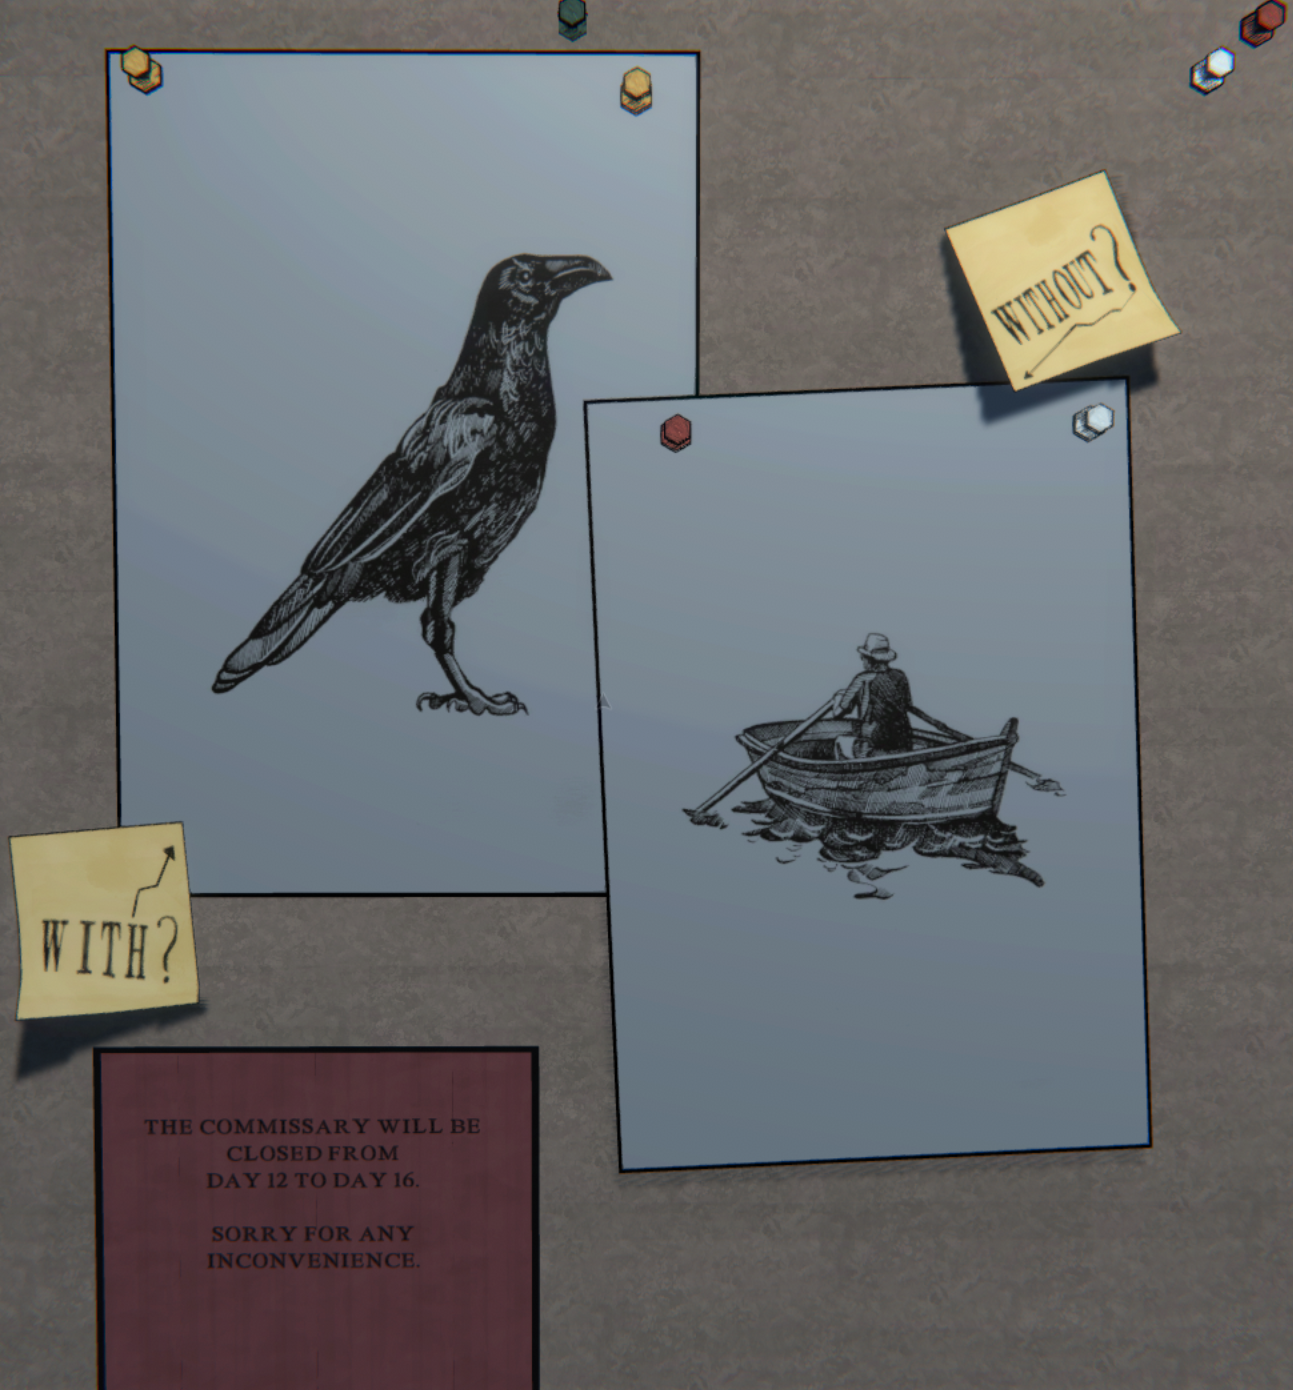 WITHOUT?
WITH?
THE COMMISSARY WILL BE
CLOSED FROM
DAY 12 TO DAY 16.
SORRY FOR ANY
INCONVENIENCE.